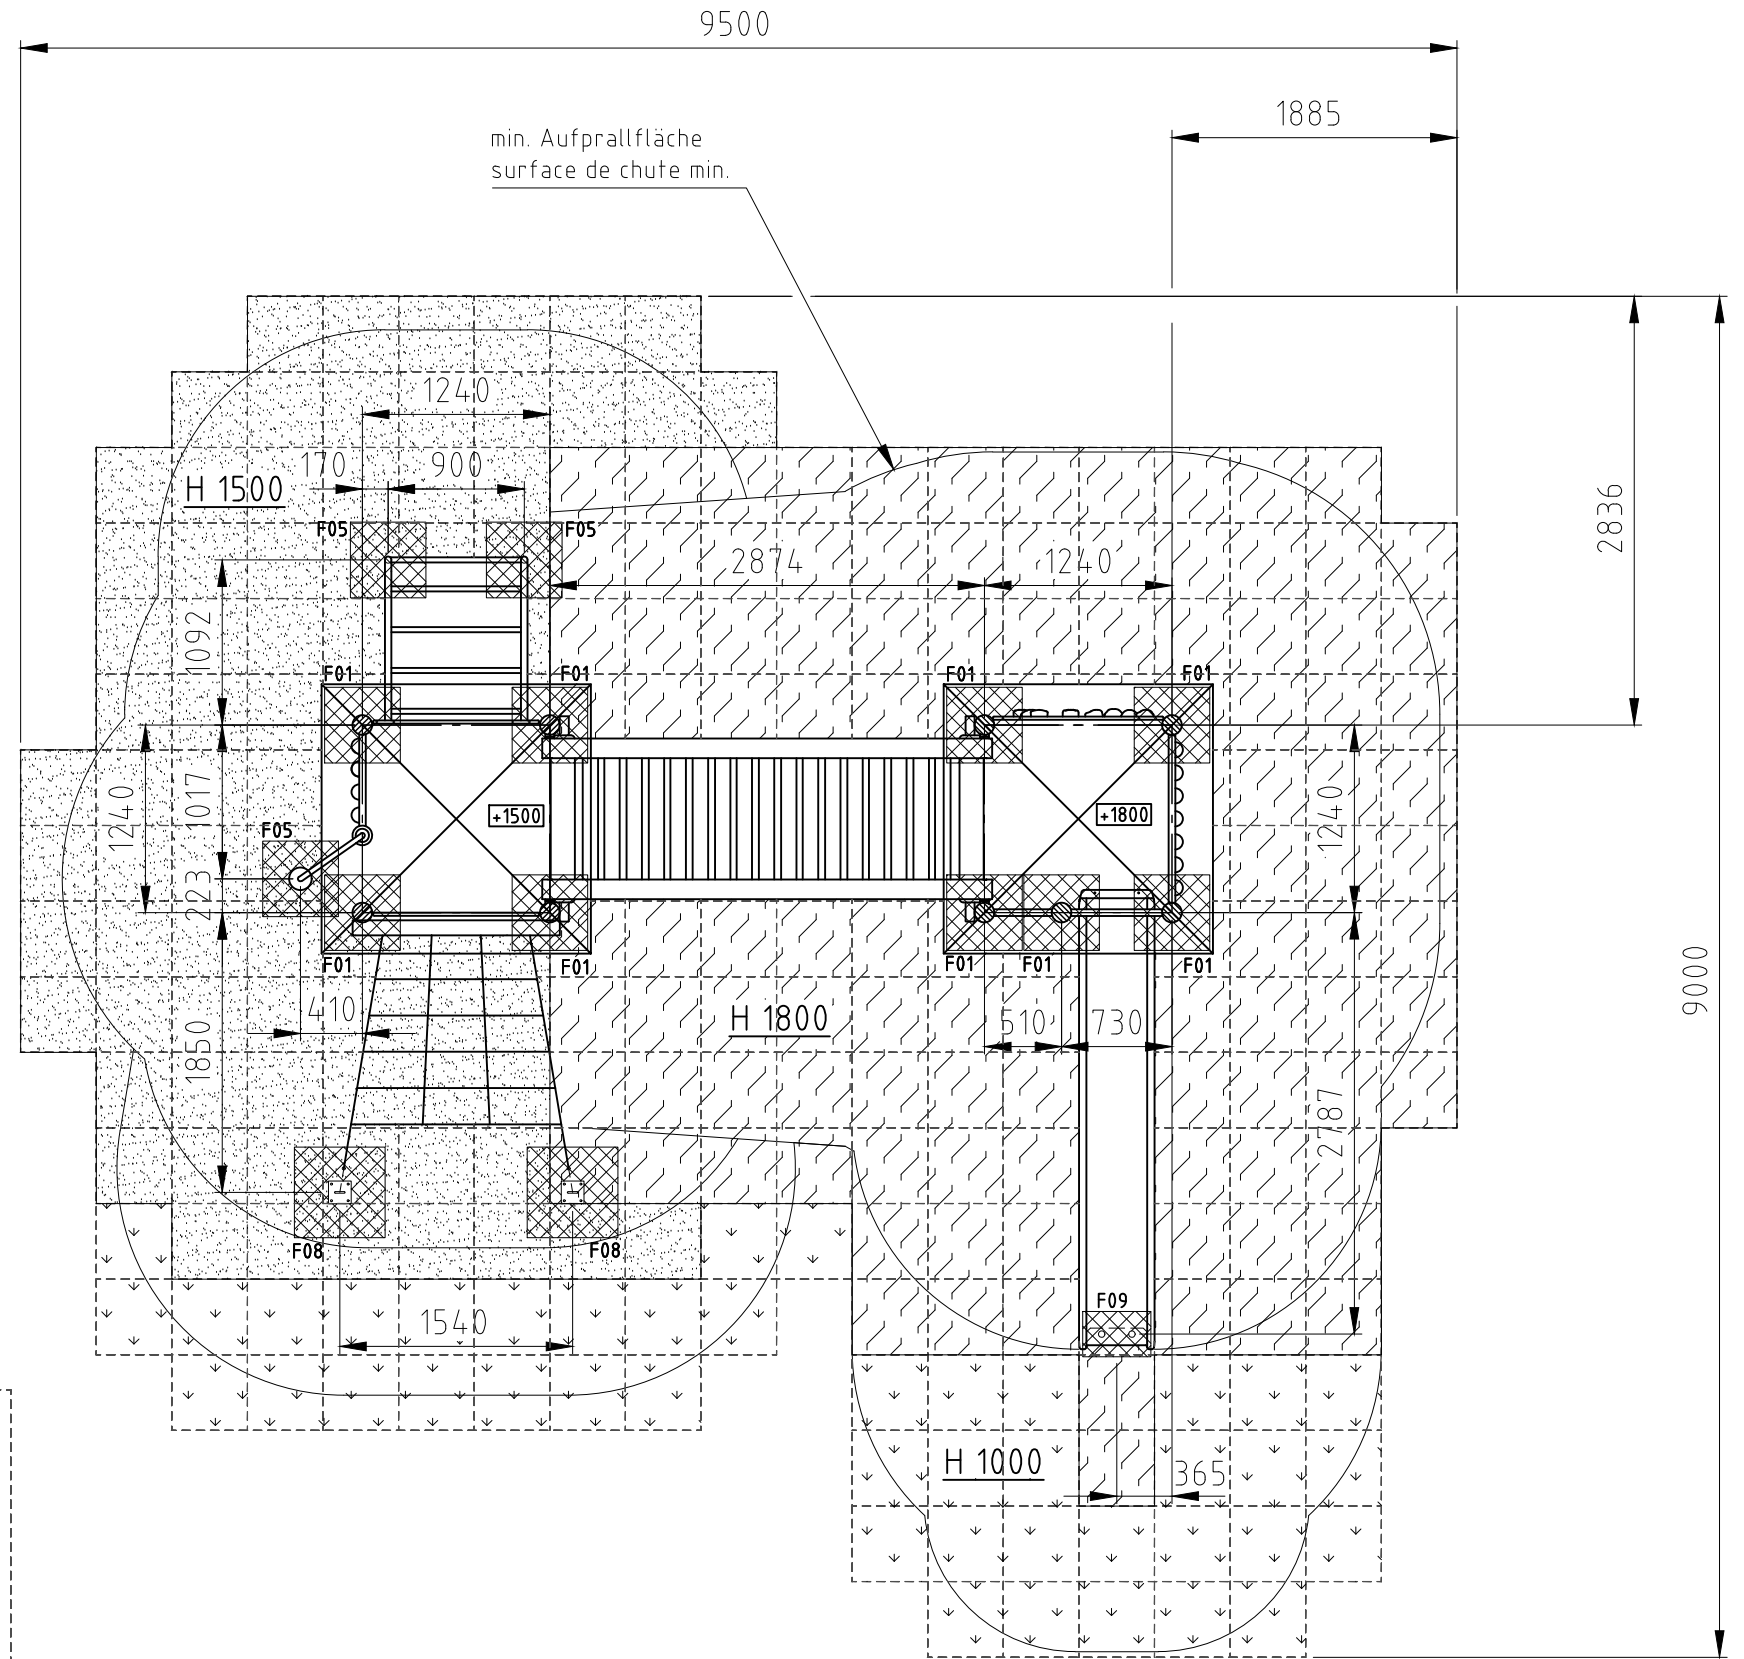 9500
1885
min. Aufprallfläche
surface de chute min.
1240
170
900
H 1500
F05
F05
2836
2874
1240
1092
F01
F01
F01
F01
1240
1017
+1500
+1800
1240
F05
223
F01
F01
F01
F01
F01
9000
410
H 1800
510
730
1850
2787
F08
F08
F09
1540
H 1000
365